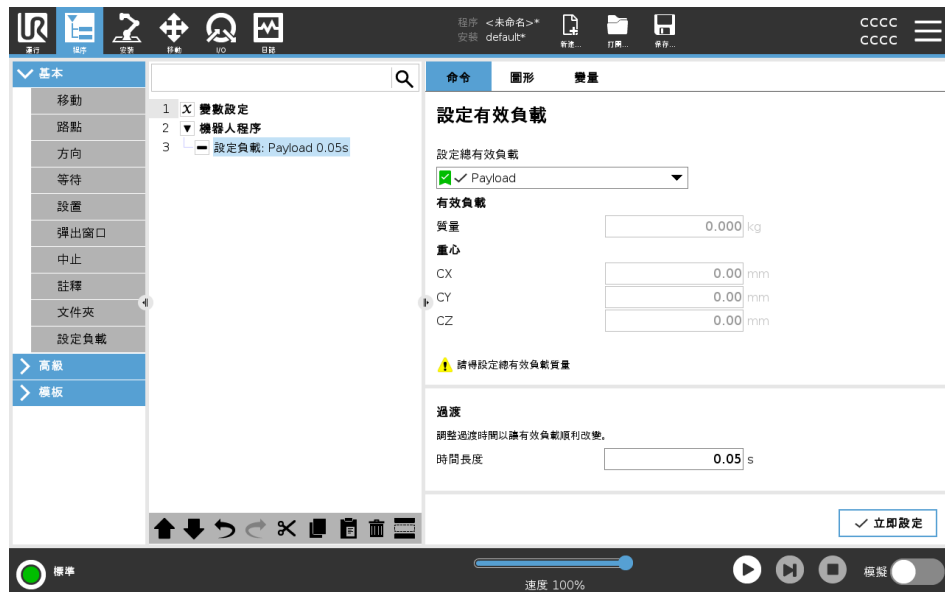 UR
運行
程序
安裝
移動
I/O
日誌
程序 <未命名>*
安裝 default*
新建...
打開...
保存...
CCCC
CCCC
基本
移動
路點
方向
等待
設置
彈出窗口
中止
註釋
文件夾
設定負載
高級
模板
1 X 變數設定
2 機器人程序
3 設定負載: Payload 0.05s
命令 圖形 變量
設定有效負載
設定總有效負載
Payload
有效負載
質量 0.000 kg
重心
CX 0.00 mm
CY 0.00 mm
CZ 0.00 mm
請得設定總有效負載質量
過渡
調整過渡時間以讓有效負載順利改變。
時間長度 0.05 s
立即設定
標準
速度 100%
模擬